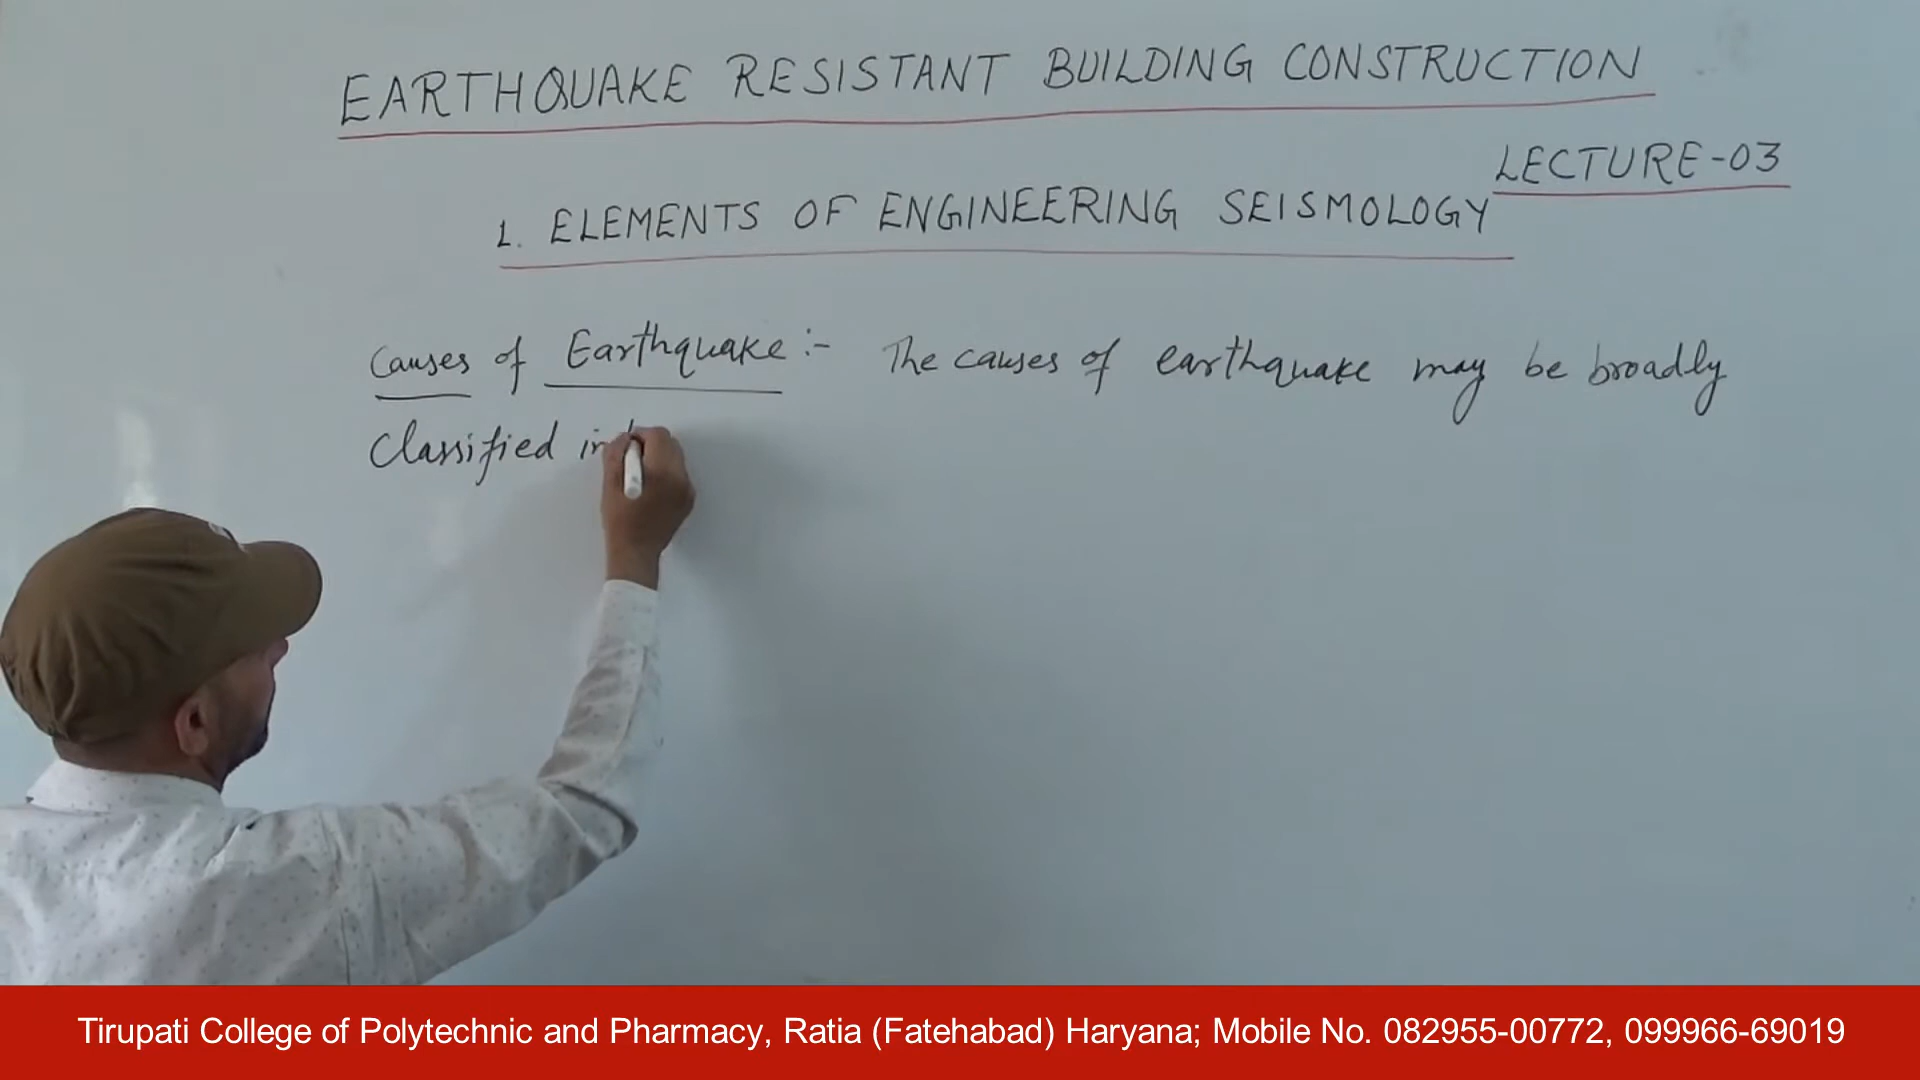 EARTHQUAKE RESISTANT BUILDING CONSTRUCTION
LECTURE-03
1. ELEMENTS OF ENGINEERING SEISMOLOGY
Causes of Earthquake :- The causes of earthquake may be broadly
Classified
Tirupati College of Polytechnic and Pharmacy, Ratia (Fatehabad) Haryana; Mobile No. 082955-00772, 099966-69019